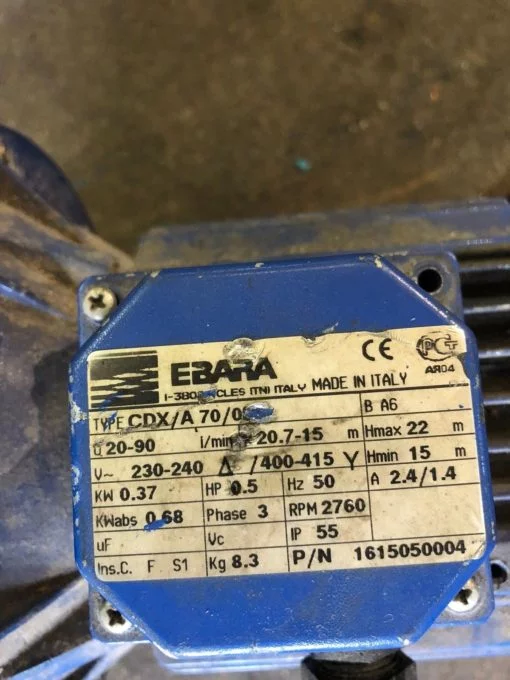 EBARA
CE
АЯ04
CLES (TN) ITALY MADE IN ITALY
TYPE CDX/A 70/0
B A6
Q 20-90 l/min 20.7-15 m Hmax 22 m
V~ 230-240 Δ /400-415 Y Hmin 15 m
KW 0.37 HP 0.5 Hz 50 A 2.4/1.4
KWabs 0.68 Phase 3 RPM 2760
uF Vc IP 55
Ins.C. F S1 Kg 8.3 P/N 1615050004